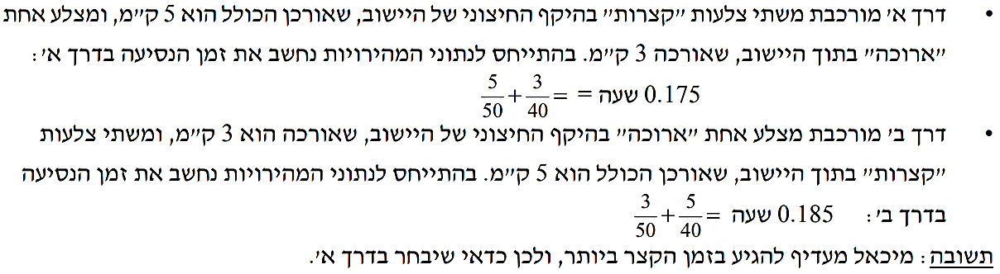 • דרך א׳ מורכבת משתי צלעות ״קצרות״ בהיקף החיצוני של היישוב, שאורכן הכולל הוא 5 ק״מ, ומצלע אחת
״ארוכה״ בתוך היישוב, שאורכה 3 ק״מ. בהתייחס לנתוני המהירויות נחשב את זמן הנסיעה בדרך א׳:
5/50 + 3/40 = = 0.175 שעה
• דרך ב׳ מורכבת מצלע אחת ״ארוכה״ בהיקף החיצוני של היישוב, שאורכה הוא 3 ק״מ, ומשתי צלעות
״קצרות״ בתוך היישוב, שאורכן הכולל הוא 5 ק״מ. בהתייחס לנתוני המהירויות נחשב את זמן הנסיעה
בדרך ב׳: 3/50 + 5/40 = 0.185 שעה
תשובה: מיכאל מעדיף להגיע בזמן הקצר ביותר, ולכן כדאי שיבחר בדרך א׳.